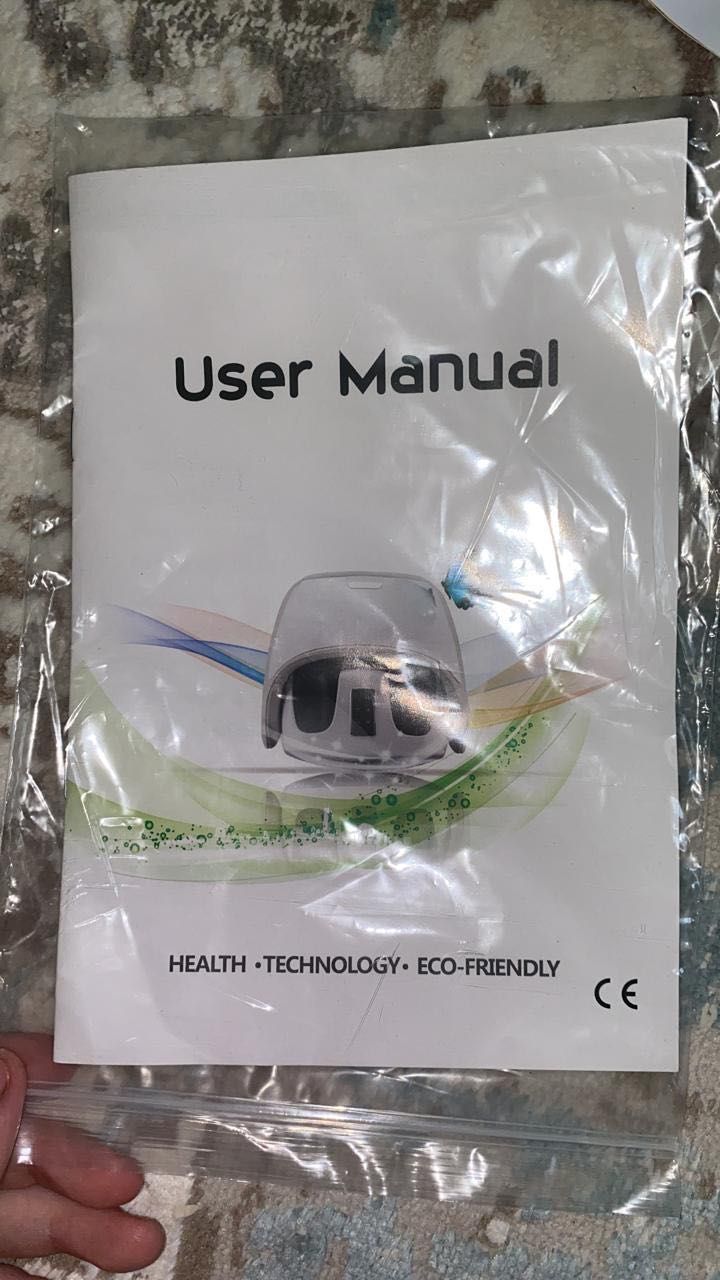 User Manual
HEALTH •TECHNOLOGY• ECO-FRIENDLY
CE